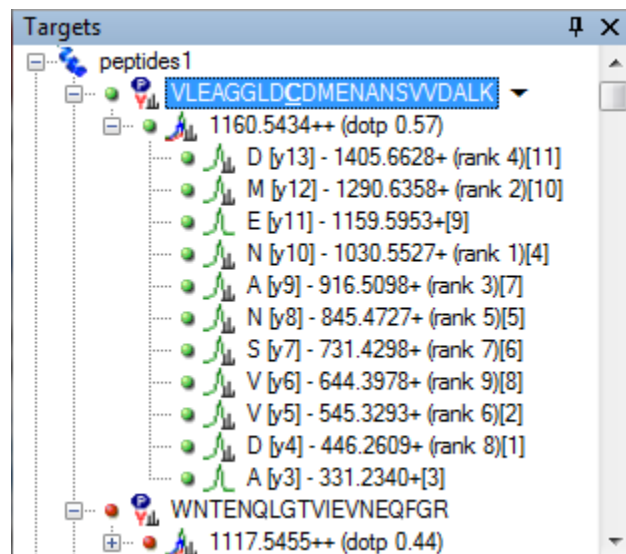 Targets
peptides1
VLEAGGLDCDMENANSVVDALK
1160.5434++ (dotp 0.57)
D [y13] - 1405.6628+ (rank 4)[11]
M [y12] - 1290.6358+ (rank 2)[10]
E [y11] - 1159.5953+[9]
N [y10] - 1030.5527+ (rank 1)[4]
A [y9] - 916.5098+ (rank 3)[7]
N [y8] - 845.4727+ (rank 5)[5]
S [y7] - 731.4298+ (rank 7)[6]
V [y6] - 644.3978+ (rank 9)[8]
V [y5] - 545.3293+ (rank 6)[2]
D [y4] - 446.2609+ (rank 8)[1]
A [y3] - 331.2340+[3]
WNTENQLGTVIEVNEQFGR
1117.5455++ (dotp 0.44)